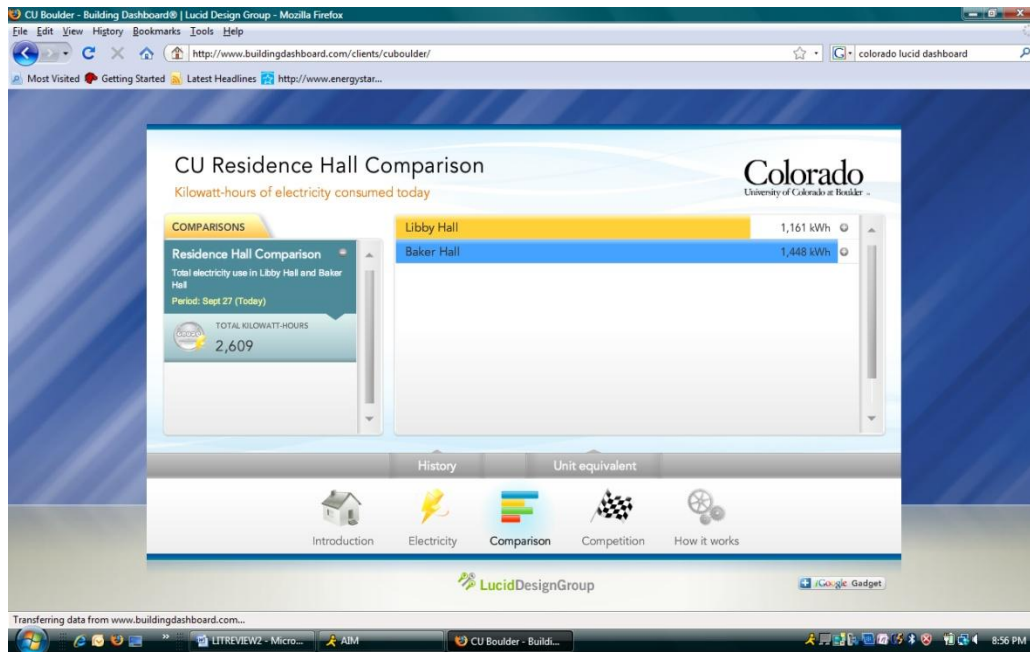 CU Boulder - Building Dashboard® | Lucid Design Group - Mozilla Firefox
File Edit View History Bookmarks Tools Help
http://www.buildingdashboard.com/clients/cuboulder/
G colorado lucid dashboard
Most Visited Getting Started Latest Headlines http://www.energystar...
CU Residence Hall Comparison
Kilowatt-hours of electricity consumed today
Colorado
University of Colorado at Boulder
COMPARISONS
Residence Hall Comparison
Total electricity use in Libby Hall and Baker
Hall
Period: Sept 27 (Today)
TOTAL KILOWATT-HOURS
2,609
Libby Hall 1,161 kWh
Baker Hall 1,448 kWh
History Unit equivalent
Introduction Electricity Comparison Competition How it works
LucidDesignGroup
iGoogle Gadget
Transferring data from www.buildingdashboard.com...
LITREVIEW2 - Micro... AIM CU Boulder - Buildi... 8:56 PM